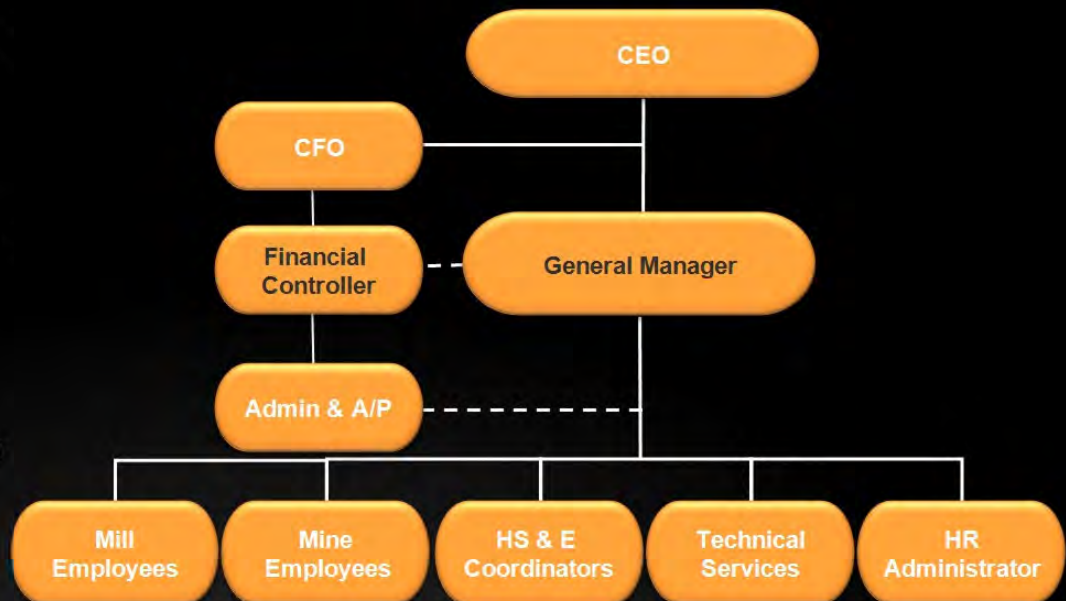 CEO
CFO
Financial
Controller
General Manager
Admin & A/P
Mill
Employees
Mine
Employees
HS & E
Coordinators
Technical
Services
HR
Administrator